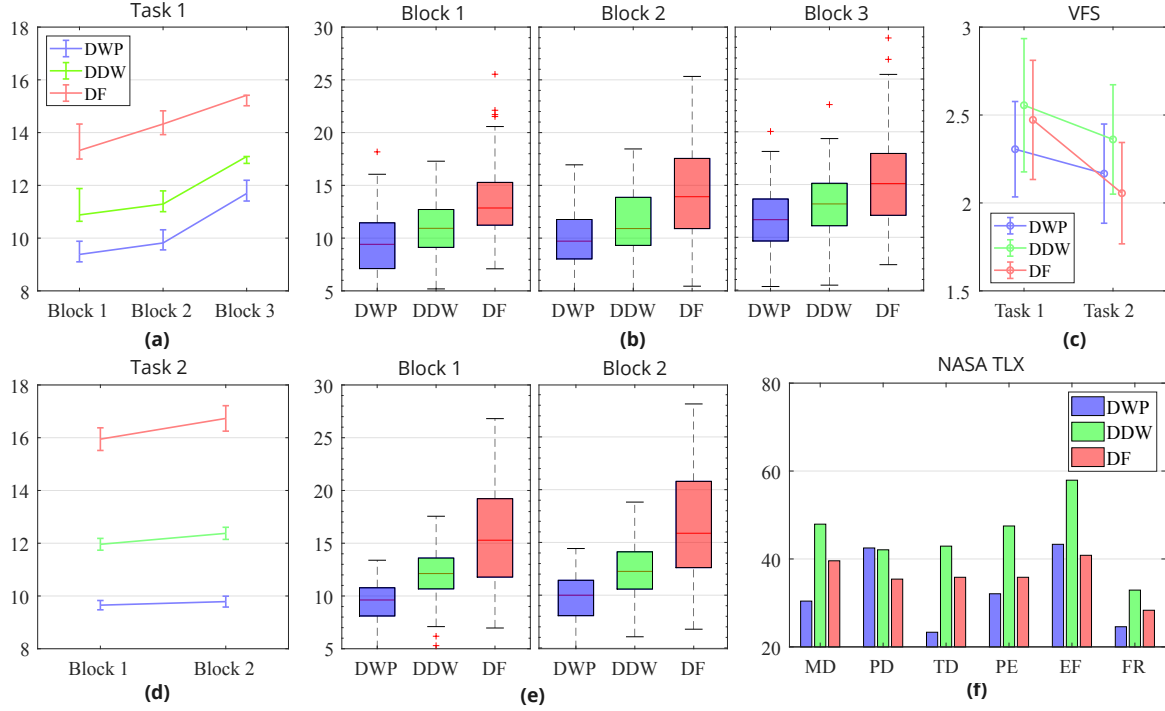 Task 1
18
16
14
12
10
8
DWP
DDW
DF
Block 1 Block 2 Block 3
(a)
Block 1 Block 2 Block 3
30
25
20
15
10
5
DWP DDW DF DWP DDW DF DWP DDW DF
(b)
VFS
3
2.5
2
1.5
DWP
DDW
DF
Task 1 Task 2
(c)
Task 2
18
16
14
12
10
8
Block 1 Block 2
(d)
Block 1 Block 2
30
25
20
15
10
5
DWP DDW DF DWP DDW DF
(e)
NASA TLX
80
60
40
20
DWP
DDW
DF
MD PD TD PE EF FR
(f)